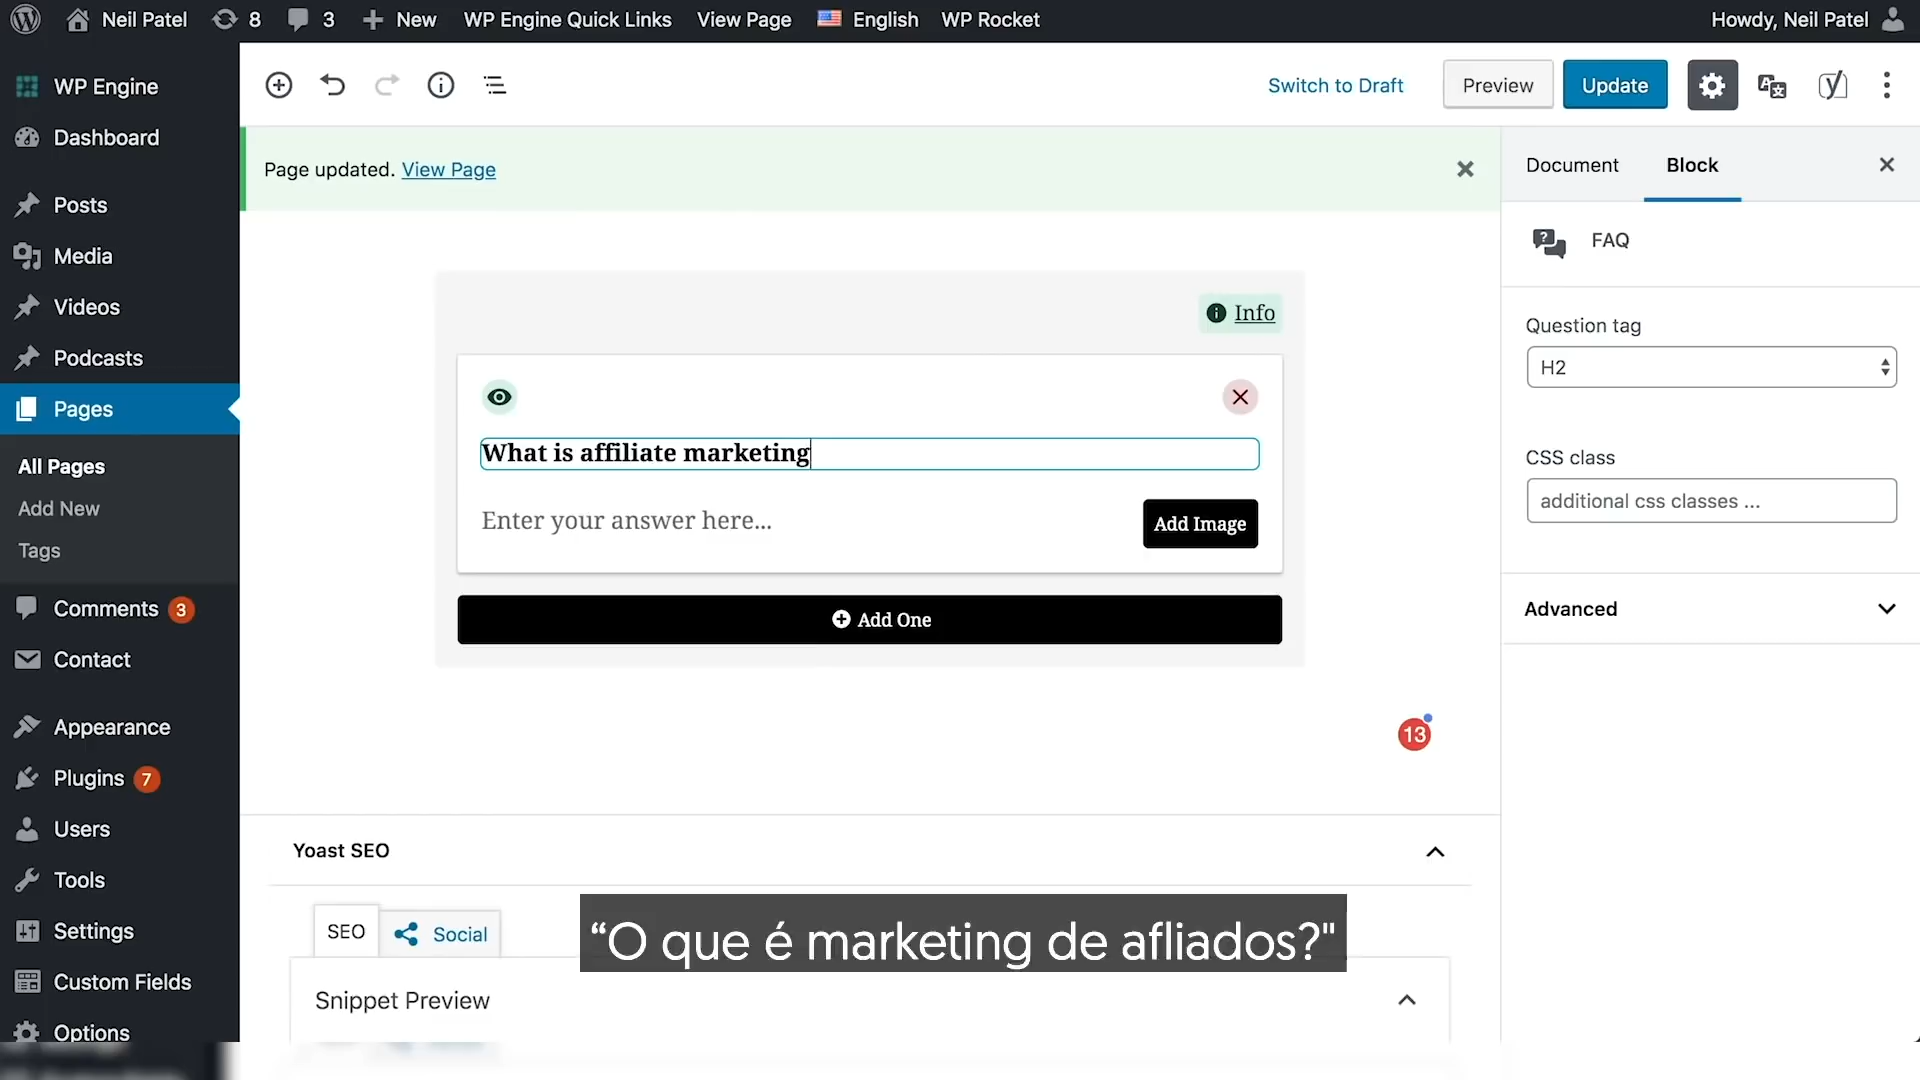 Neil Patel 8 3 New WP Engine Quick Links View Page English WP Rocket Howdy, Neil Patel
WP Engine
Dashboard
Posts
Media
Videos
Podcasts
Pages
All Pages
Add New
Tags
Comments 3
Contact
Appearance
Plugins 7
Users
Tools
Settings
Custom Fields
Options
Switch to Draft Preview Update
Page updated. View Page
Info
What is affiliate marketing
Enter your answer here...
Add Image
Add One
13
Yoast SEO
SEO Social
Snippet Preview
“O que é marketing de afliados?"
Document Block
FAQ
Question tag
H2
CSS class
additional css classes ...
Advanced